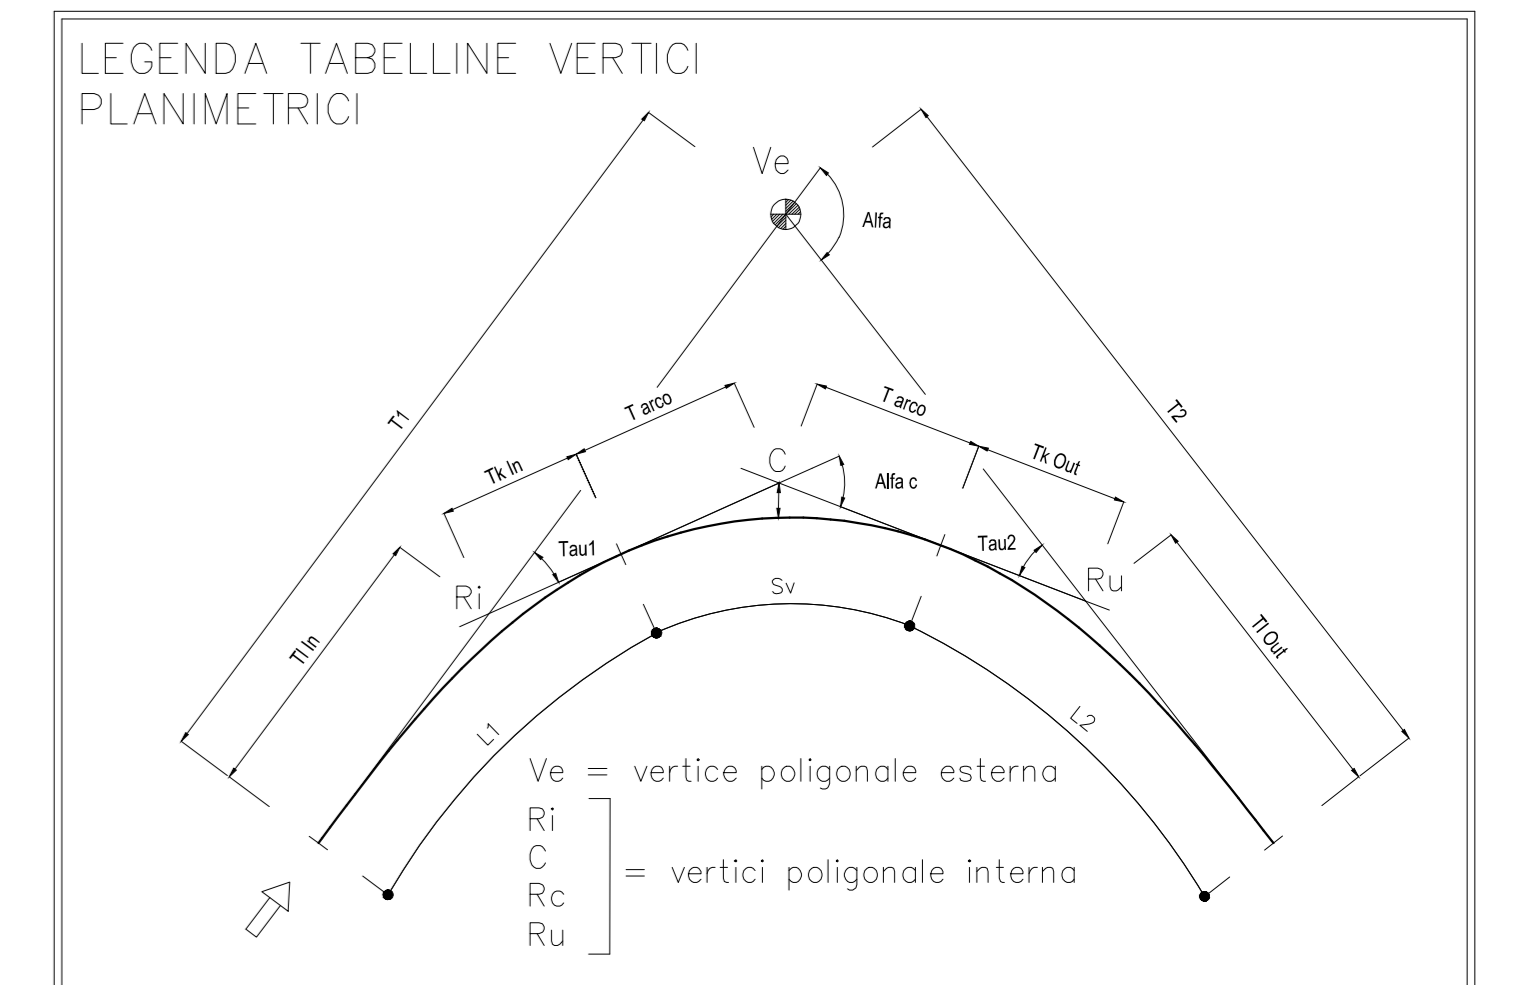 LEGENDA TABELLINE VERTICI
PLANIMETRICI
Ve
Alfa
T1
T2
T arco
T arco
Tk In
Tk Out
C
Alfa c
Tau1
Tau2
Ri
Ru
Sv
Tl In
Tl Out
L1
L2
Ve = vertice poligonale esterna
Ri
C
= vertici poligonale interna
Rc
Ru